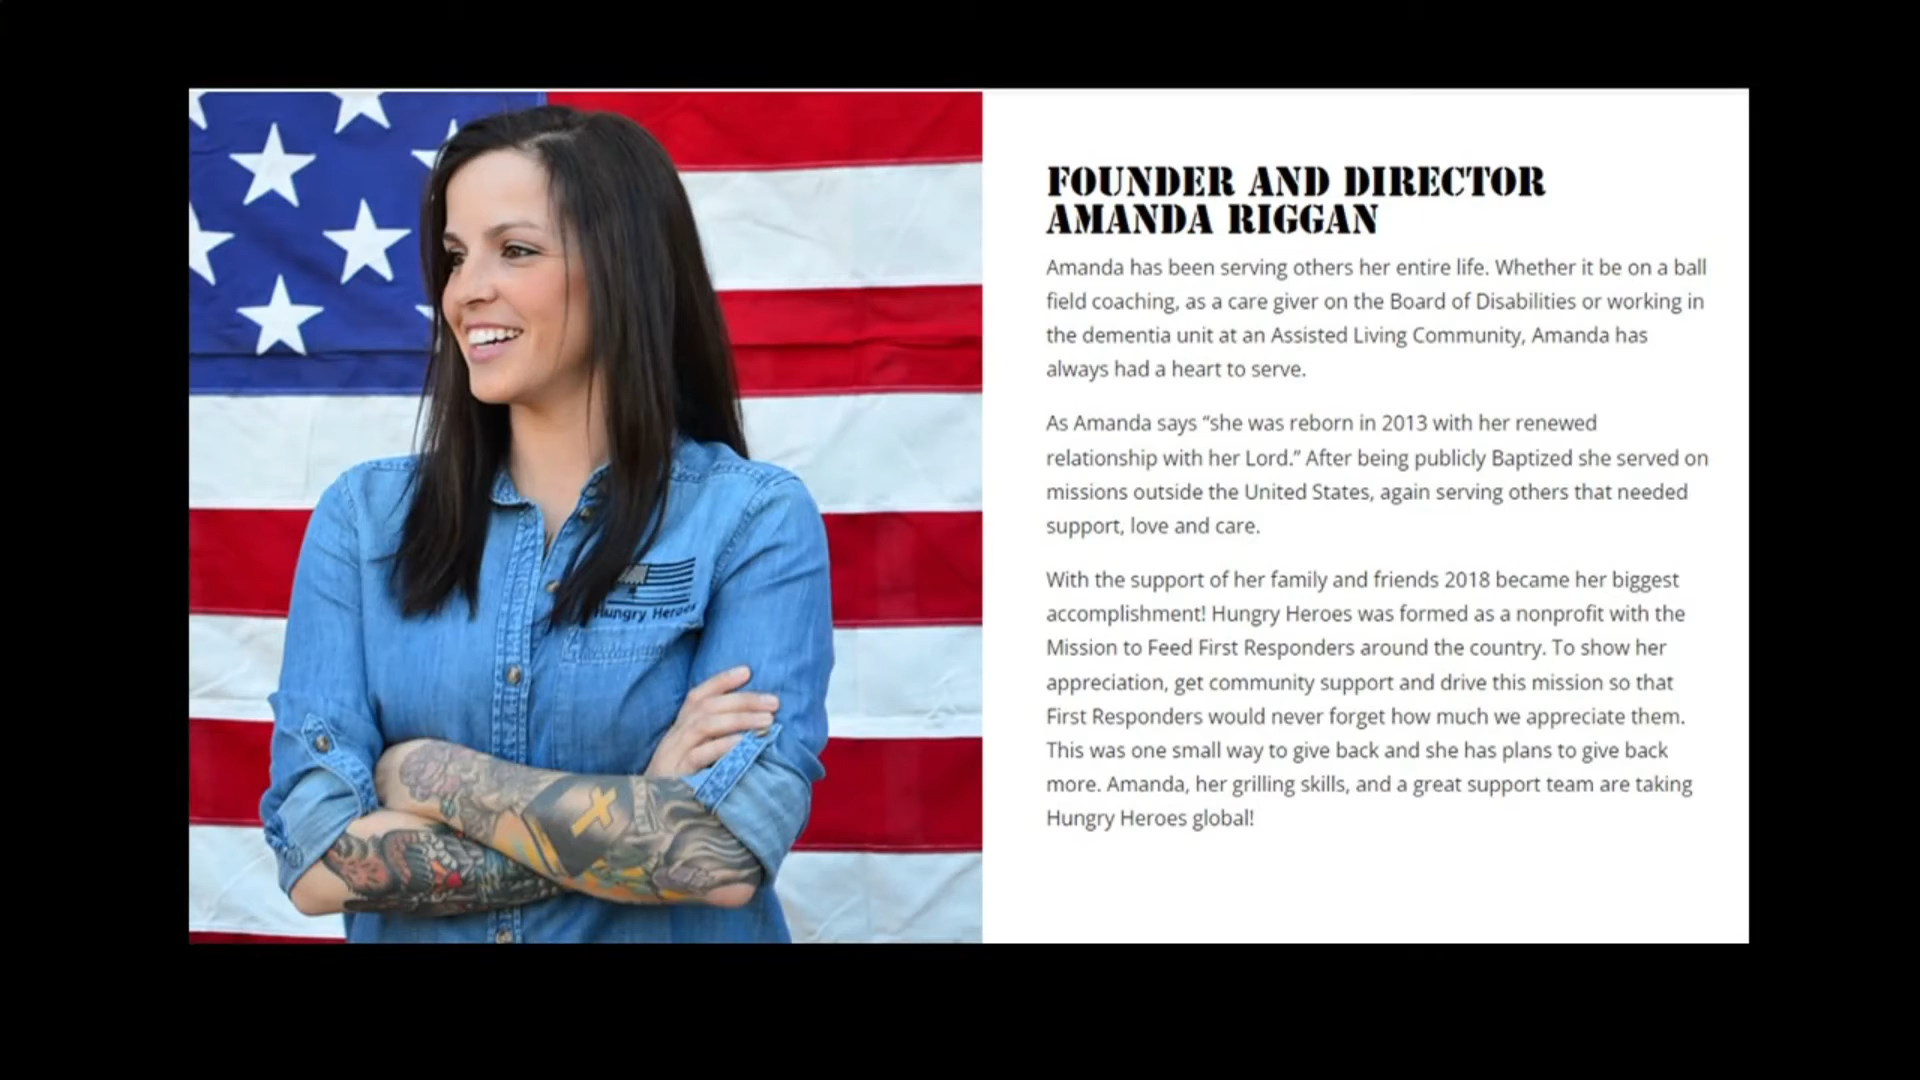 Hungry Heroes
FOUNDER AND DIRECTOR
AMANDA RIGGAN
Amanda has been serving others her entire life. Whether it be on a ball
field coaching, as a care giver on the Board of Disabilities or working in
the dementia unit at an Assisted Living Community, Amanda has
always had a heart to serve.
As Amanda says “she was reborn in 2013 with her renewed
relationship with her Lord.” After being publicly Baptized she served on
missions outside the United States, again serving others that needed
support, love and care.
With the support of her family and friends 2018 became her biggest
accomplishment! Hungry Heroes was formed as a nonprofit with the
Mission to Feed First Responders around the country. To show her
appreciation, get community support and drive this mission so that
First Responders would never forget how much we appreciate them.
This was one small way to give back and she has plans to give back
more. Amanda, her grilling skills, and a great support team are taking
Hungry Heroes global!